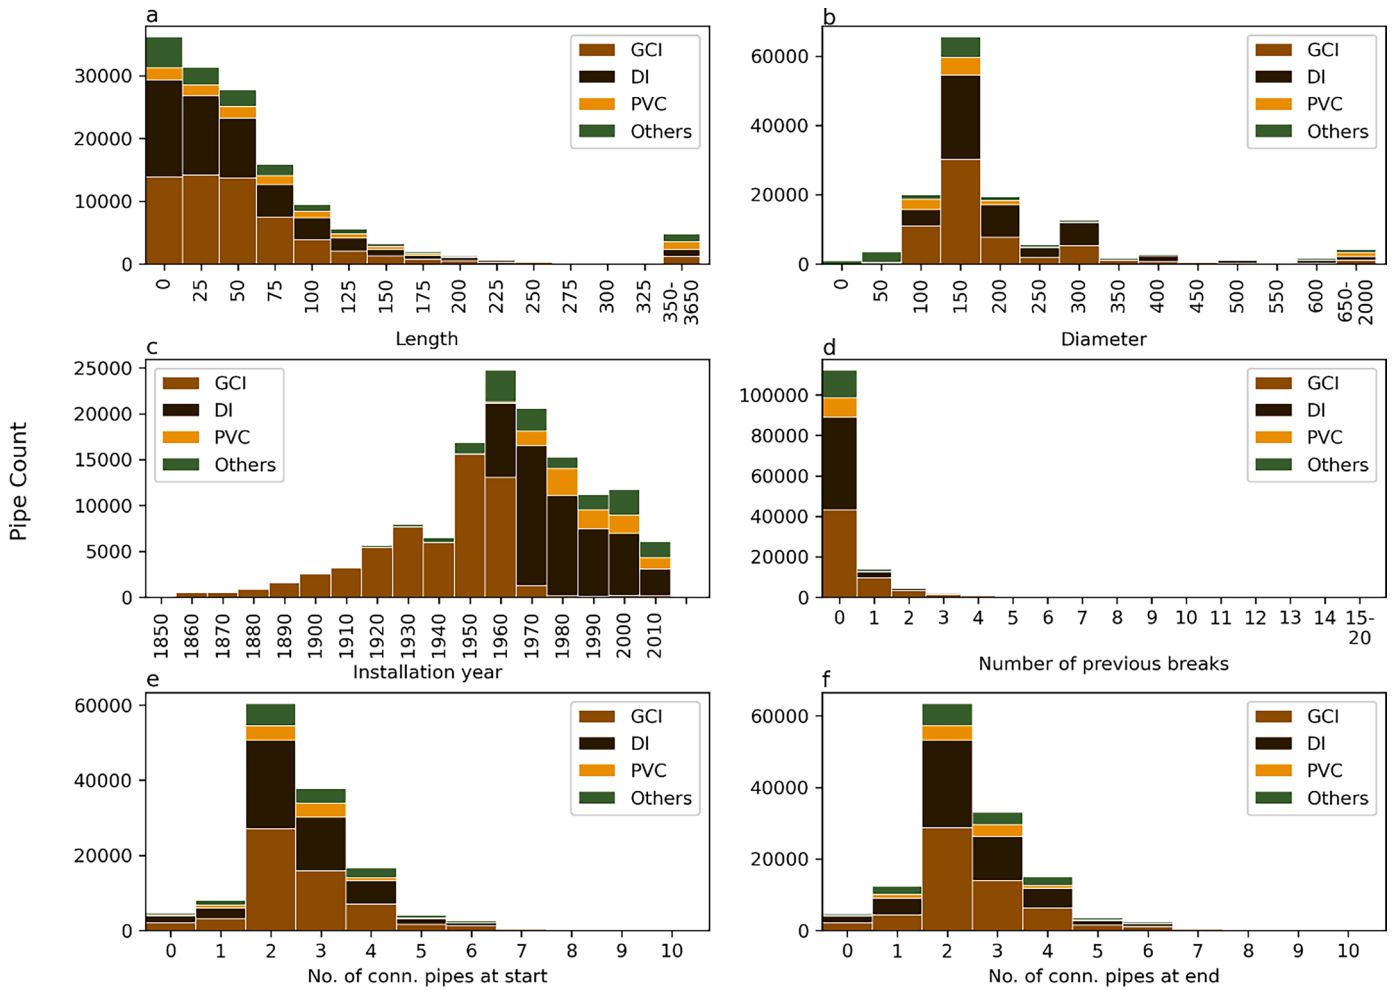 a
30000
20000
10000
0
GCI
DI
PVC
Others
0 25 50 75 100 125 150 175 200 225 250 275 300 325 350- 3650
Length
b
60000
40000
20000
0
GCI
DI
PVC
Others
0 50 100 150 200 250 300 350 400 450 500 550 600 650- 2000
Diameter
Pipe Count
c
25000
20000
15000
10000
5000
0
GCI
DI
PVC
Others
1850 1860 1870 1880 1890 1900 1910 1920 1930 1940 1950 1960 1970 1980 1990 2000 2010
Installation year
d
100000
80000
60000
40000
20000
0
GCI
DI
PVC
Others
0 1 2 3 4 5 6 7 8 9 10 11 12 13 14 15-
20
Number of previous breaks
e
60000
40000
20000
0
GCI
DI
PVC
Others
0 1 2 3 4 5 6 7 8 9 10
No. of conn. pipes at start
f
60000
40000
20000
0
GCI
DI
PVC
Others
0 1 2 3 4 5 6 7 8 9 10
No. of conn. pipes at end